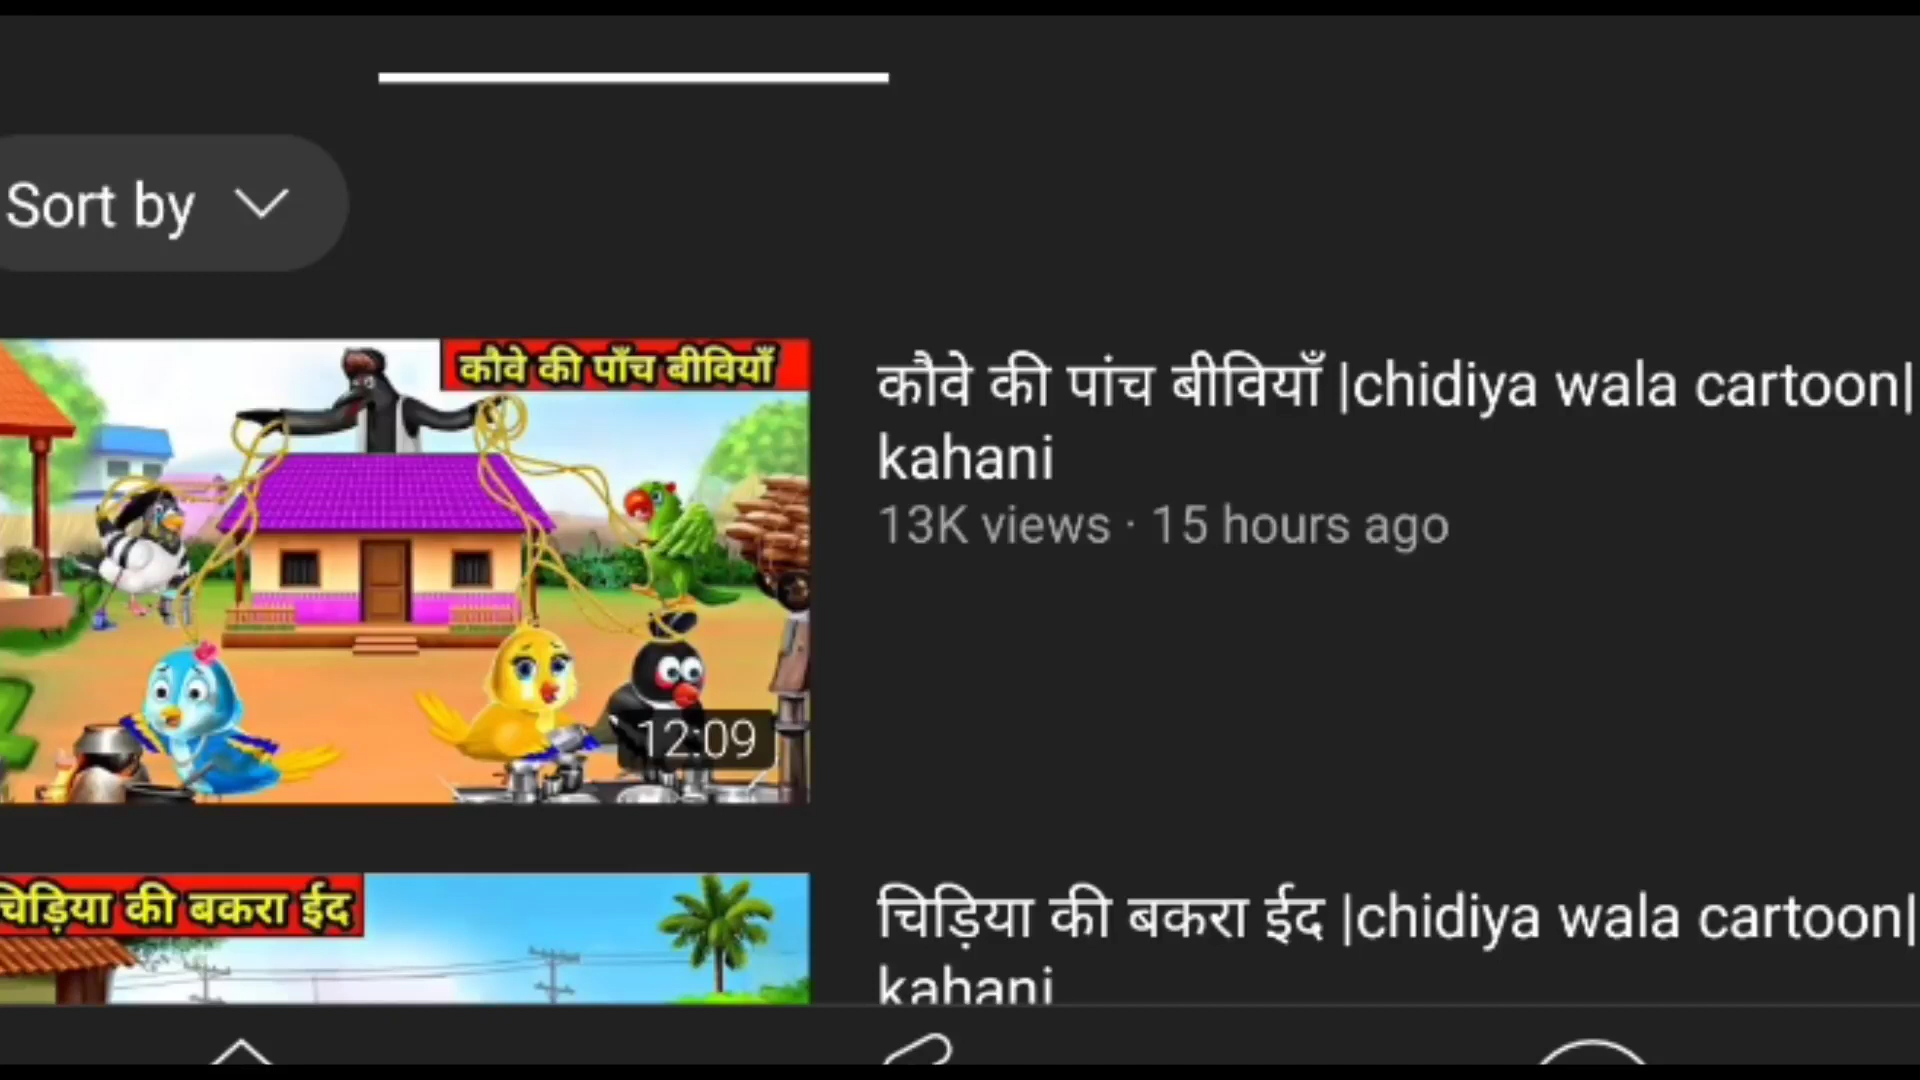 Sort by
कौवे की पाँच बीवियाँ
कौवे की पांच बीवियाँ |chidiya wala cartoon|
kahani
13K views · 15 hours ago
12:09
चिड़िया की बकरा ईद
चिड़िया की बकरा ईद |chidiya wala cartoon|
kahani